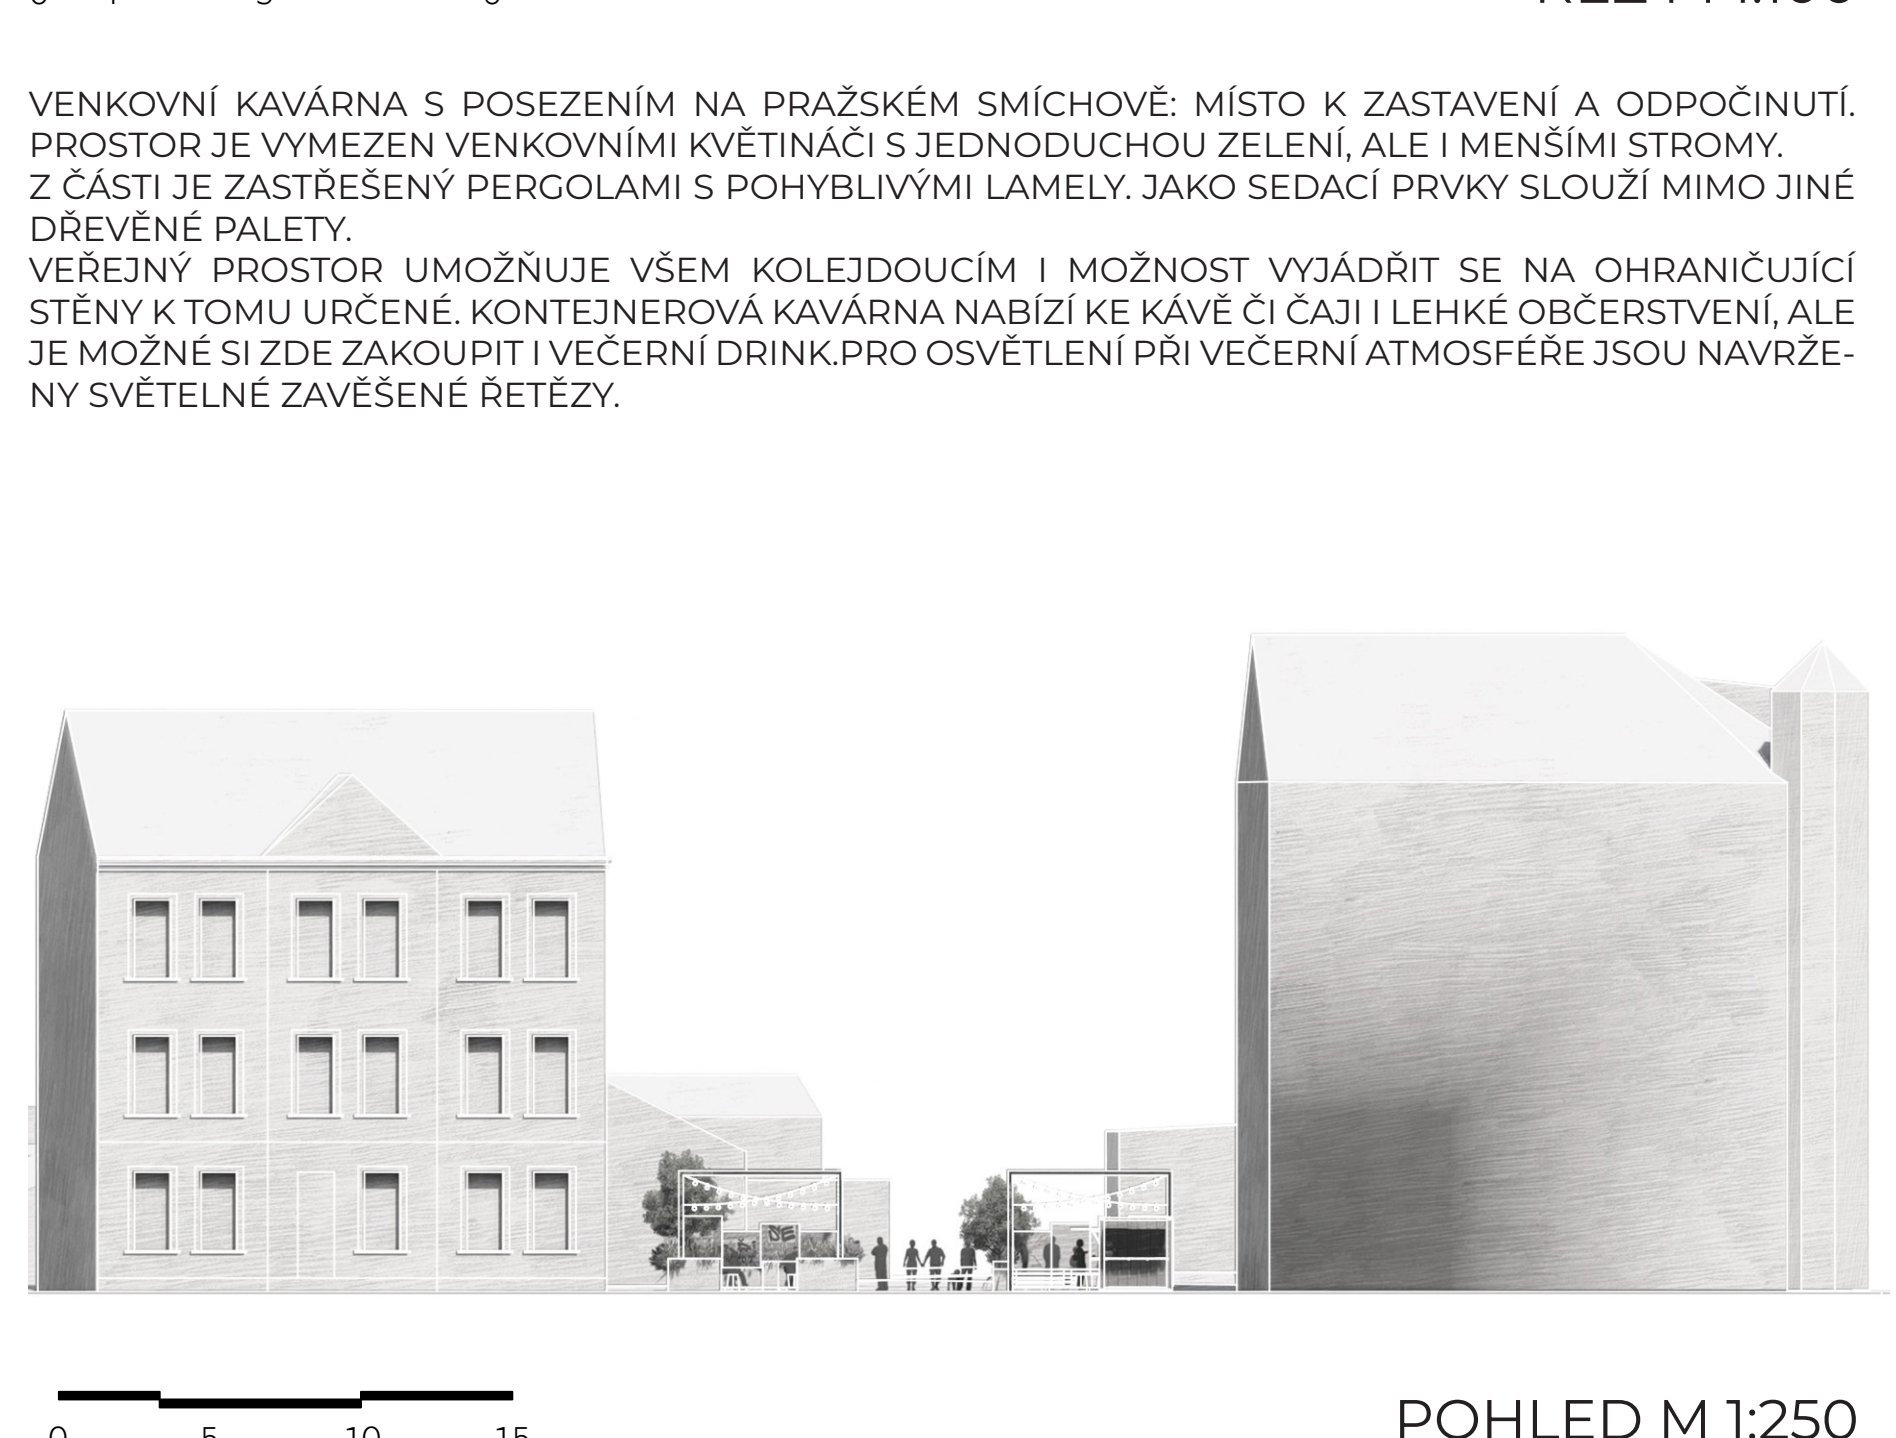 VENKOVNÍ KAVÁRNA S POSEZENÍM NA PRAŽSKÉM SMÍCHOVĚ: MÍSTO K ZASTAVENÍ A ODPOČINUTÍ.
PROSTOR JE VYMEZEN VENKOVNÍMI KVĚTINÁČI S JEDNODUCHOU ZELENÍ, ALE I MENŠÍMI STROMY.
Z ČÁSTI JE ZASTŘEŠENÝ PERGOLAMI S POHYBLIVÝMI LAMELY. JAKO SEDACÍ PRVKY SLOUŽÍ MIMO JINÉ
DŘEVĚNÉ PALETY.
VEŘEJNÝ PROSTOR UMOŽŇUJE VŠEM KOLEJDOUCÍM I MOŽNOST VYJÁDŘIT SE NA OHRANIČUJÍCÍ
STĚNY K TOMU URČENÉ. KONTEJNEROVÁ KAVÁRNA NABÍZÍ KE KÁVĚ ČI ČAJI I LEHKÉ OBČERSTVENÍ, ALE
JE MOŽNÉ SI ZDE ZAKOUPIT I VEČERNÍ DRINK.PRO OSVĚTLENÍ PŘI VEČERNÍ ATMOSFÉŘE JSOU NAVRŽE-
NY SVĚTELNÉ ZAVĚŠENÉ ŘETĚZY.
0 5 10 15
POHLED M 1:250